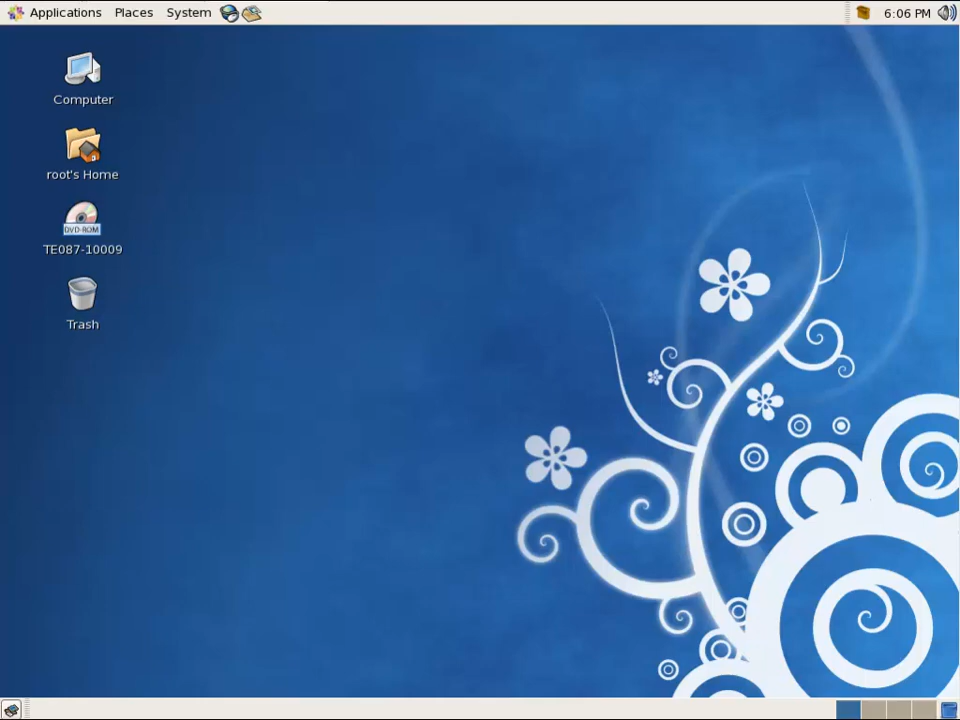 Applications Places System 6:06 PM
Computer
root's Home
DVD-ROM
TE087-10009
Trash